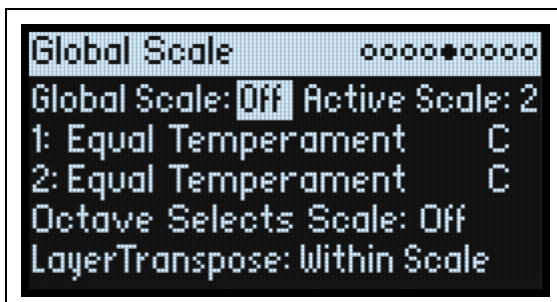 Global Scale
Global Scale: Off Active Scale: 2
1: Equal Temperament C
2: Equal Temperament C
Octave Selects Scale: Off
LayerTranspose: Within Scale